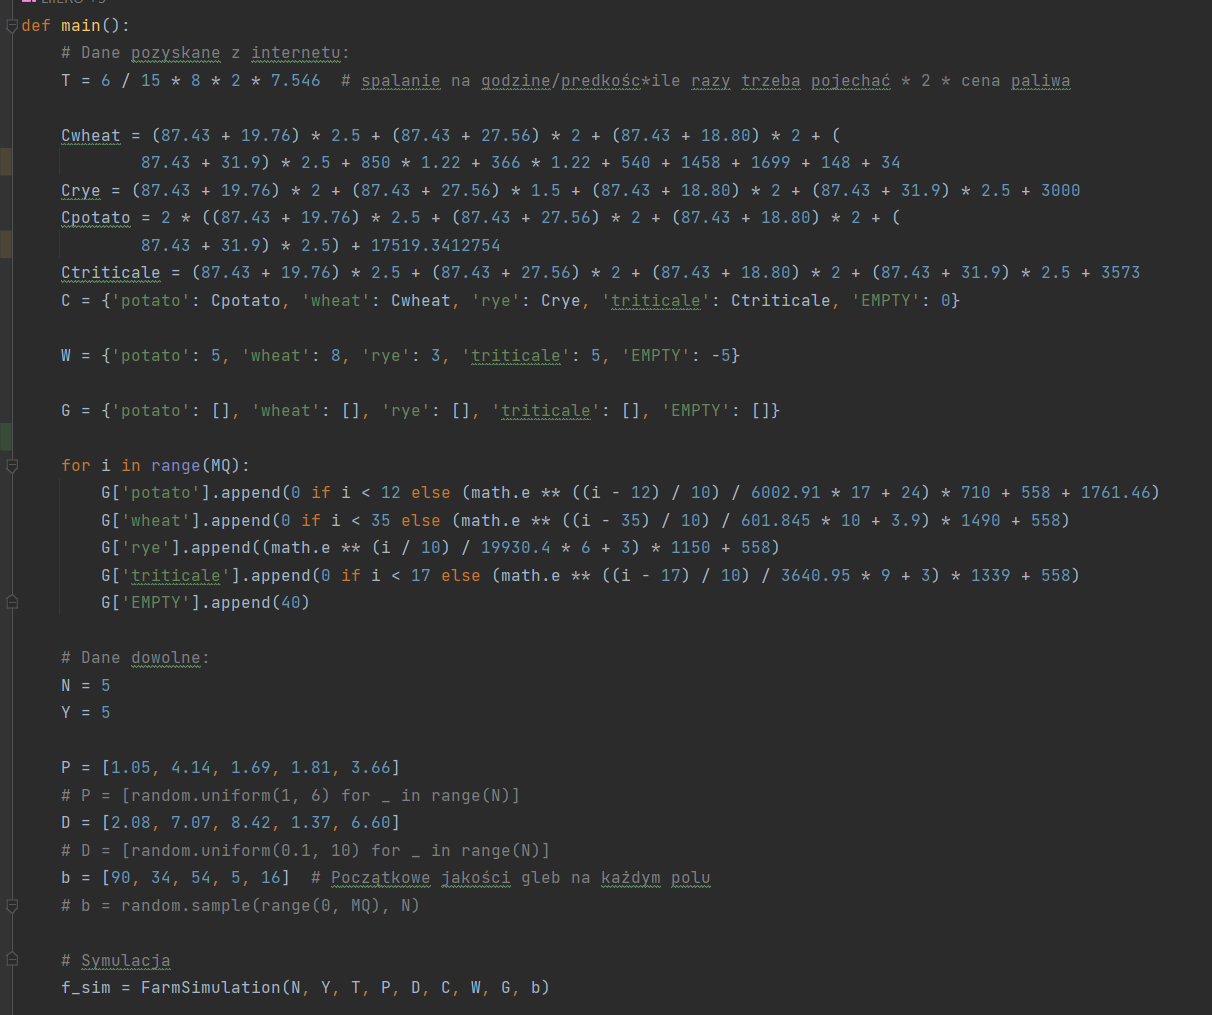 def main():
    # Dane pozyskane z internetu:
    T = 6 / 15 * 8 * 2 * 7.546  # spalanie na godzine/predkośc*ile razy trzeba pojechać * 2 * cena paliwa
    Cwheat = (87.43 + 19.76) * 2.5 + (87.43 + 27.56) * 2 + (87.43 + 18.80) * 2 + (
            87.43 + 31.9) * 2.5 + 850 * 1.22 + 366 * 1.22 + 540 + 1458 + 1699 + 148 + 34
    Crye = (87.43 + 19.76) * 2 + (87.43 + 27.56) * 1.5 + (87.43 + 18.80) * 2 + (87.43 + 31.9) * 2.5 + 3000
    Cpotato = 2 * ((87.43 + 19.76) * 2.5 + (87.43 + 27.56) * 2 + (87.43 + 18.80) * 2 + (
            87.43 + 31.9) * 2.5) + 17519.3412754
    Ctriticale = (87.43 + 19.76) * 2.5 + (87.43 + 27.56) * 2 + (87.43 + 18.80) * 2 + (87.43 + 31.9) * 2.5 + 3573
    C = {'potato': Cpotato, 'wheat': Cwheat, 'rye': Crye, 'triticale': Ctriticale, 'EMPTY': 0}
    W = {'potato': 5, 'wheat': 8, 'rye': 3, 'triticale': 5, 'EMPTY': -5}
    G = {'potato': [], 'wheat': [], 'rye': [], 'triticale': [], 'EMPTY': []}
    for i in range(MQ):
        G['potato'].append(0 if i < 12 else (math.e ** ((i - 12) / 10) / 6002.91 * 17 + 24) * 710 + 558 + 1761.46)
        G['wheat'].append(0 if i < 35 else (math.e ** ((i - 35) / 10) / 601.845 * 10 + 3.9) * 1490 + 558)
        G['rye'].append((math.e ** (i / 10) / 19930.4 * 6 + 3) * 1150 + 558)
        G['triticale'].append(0 if i < 17 else (math.e ** ((i - 17) / 10) / 3640.95 * 9 + 3) * 1339 + 558)
        G['EMPTY'].append(40)
    # Dane dowolne:
    N = 5
    Y = 5
    P = [1.05, 4.14, 1.69, 1.81, 3.66]
    # P = [random.uniform(1, 6) for _ in range(N)]
    D = [2.08, 7.07, 8.42, 1.37, 6.60]
    # D = [random.uniform(0.1, 10) for _ in range(N)]
    b = [90, 34, 54, 5, 16]  # Początkowe jakości gleb na każdym polu
    # b = random.sample(range(0, MQ), N)
    # Symulacja
    f_sim = FarmSimulation(N, Y, T, P, D, C, W, G, b)